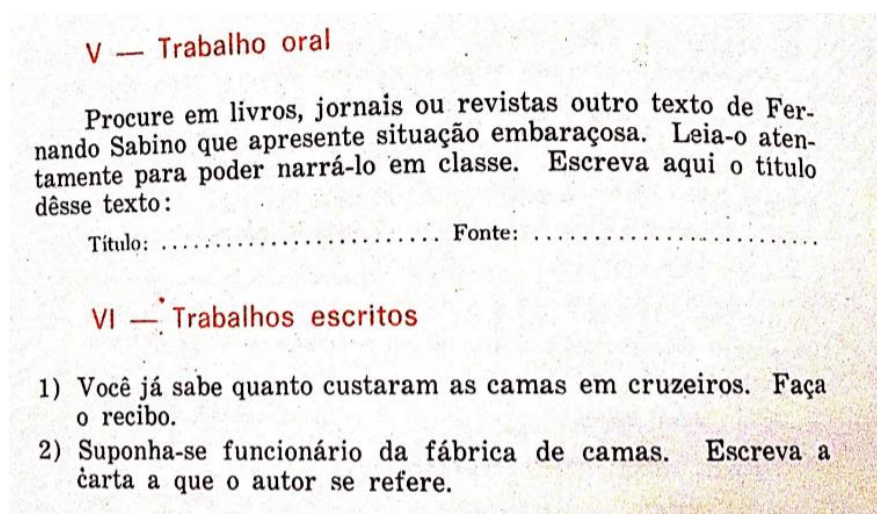 V — Trabalho oral
Procure em livros, jornais ou revistas outro texto de Fer-
nando Sabino que apresente situação embaraçosa. Leia-o aten-
tamente para poder narrá-lo em classe. Escreva aqui o título
dêsse texto:
Título: .......................... Fonte: ..........................
VI — Trabalhos escritos
1) Você já sabe quanto custaram as camas em cruzeiros. Faça
o recibo.
2) Suponha-se funcionário da fábrica de camas. Escreva a
carta a que o autor se refere.